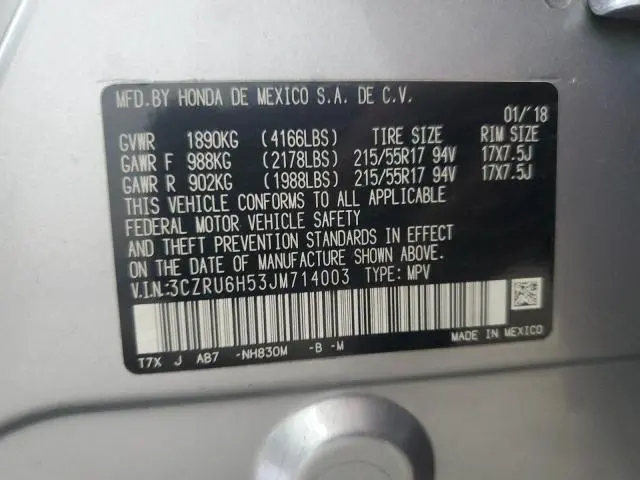 MFD.BY HONDA DE MEXICO S.A. DE C.V.
01/'18
GVWR 1890KG (4166LBS) TIRE SIZE RIM SIZE
GAWR F 988KG (2178LBS) 215/55R17 94V 17X7.5J
GAWR R 902KG (1988LBS) 215/55R17 94V 17X7.5J
THIS VEHICLE CONFORMS TO ALL APPLICABLE
FEDERAL MOTOR VEHICLE SAFETY
AND THEFT PREVENTION STANDARDS IN EFFECT
ON THE DATE OF MANUFACTURE SHOWN ABOVE.
V.I.N:3CZRU6H53JM714003 TYPE: MPV
MADE IN MEXICO
T7X J AB7 -NH830M -B -M